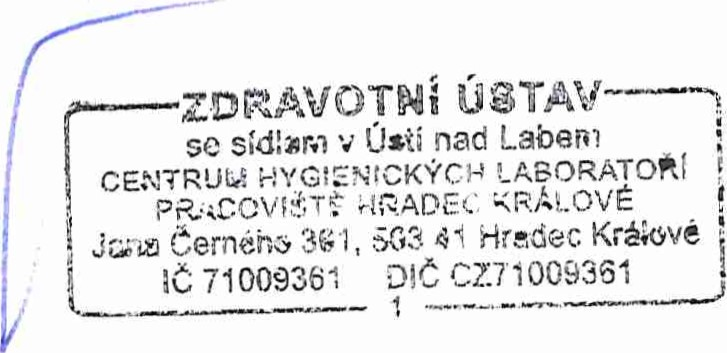 ZDRAVOTNÍ ÚSTAV
se sídlem v Ústí nad Labem
CENTRUM HYGIENICKÝCH LABORATOŘÍ
PRACOVIŠTĚ HRADEC KRÁLOVÉ
Jana Černého 361, 503 41 Hradec Králové
IČ 71009361 DIČ CZ71009361
1